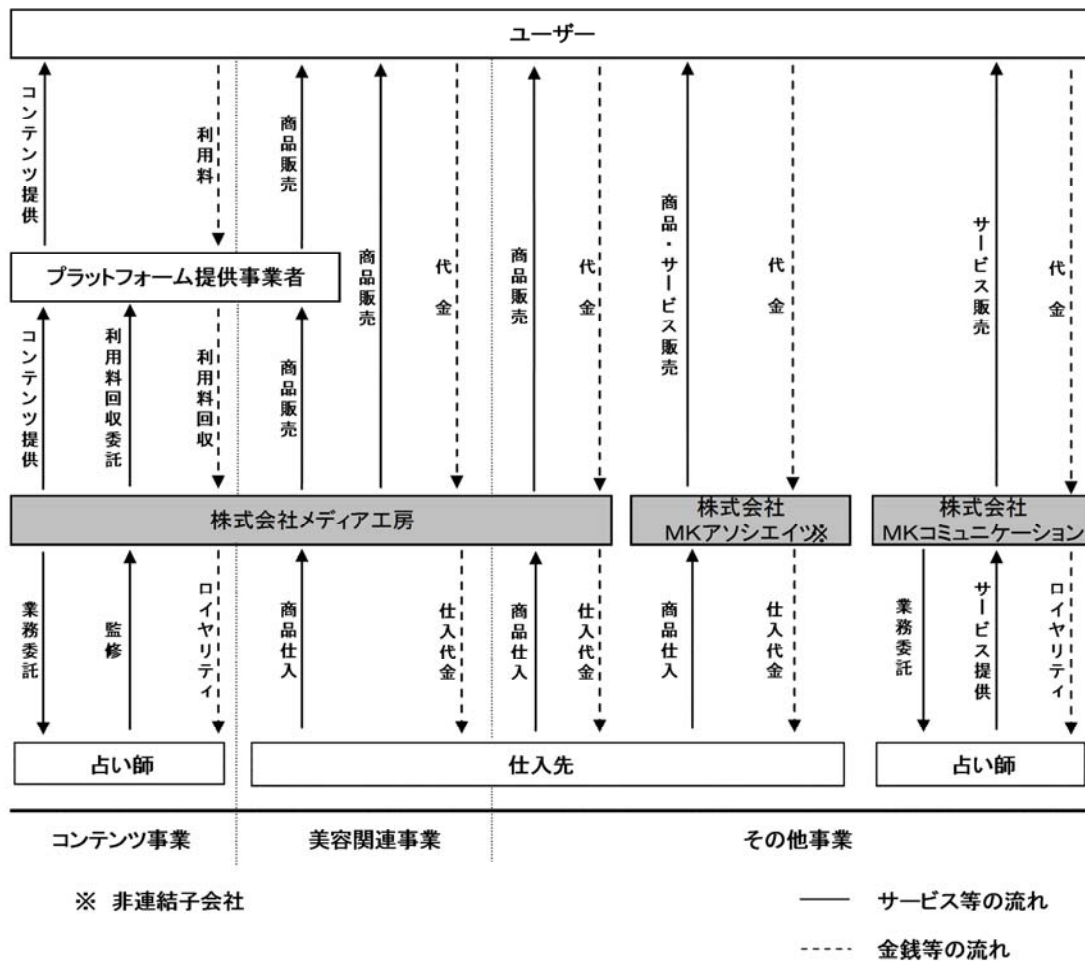 ユーザー
コンテンツ提供
利用料
商品販売
商品販売
代金
商品販売
代金
商品・サービス販売
代金
サービス販売
代金
プラットフォーム提供事業者
コンテンツ提供
利用料回収委託
利用料回収
商品販売
株式会社メディア工房
株式会社
MKアソシエイツ※
株式会社
MKコミュニケーション
業務委託
監修
ロイヤリティ
商品仕入
仕入代金
商品仕入
仕入代金
商品仕入
仕入代金
業務委託
サービス提供
ロイヤリティ
占い師
仕入先
占い師
コンテンツ事業
美容関連事業
その他事業
※ 非連結子会社
サービス等の流れ
金銭等の流れ